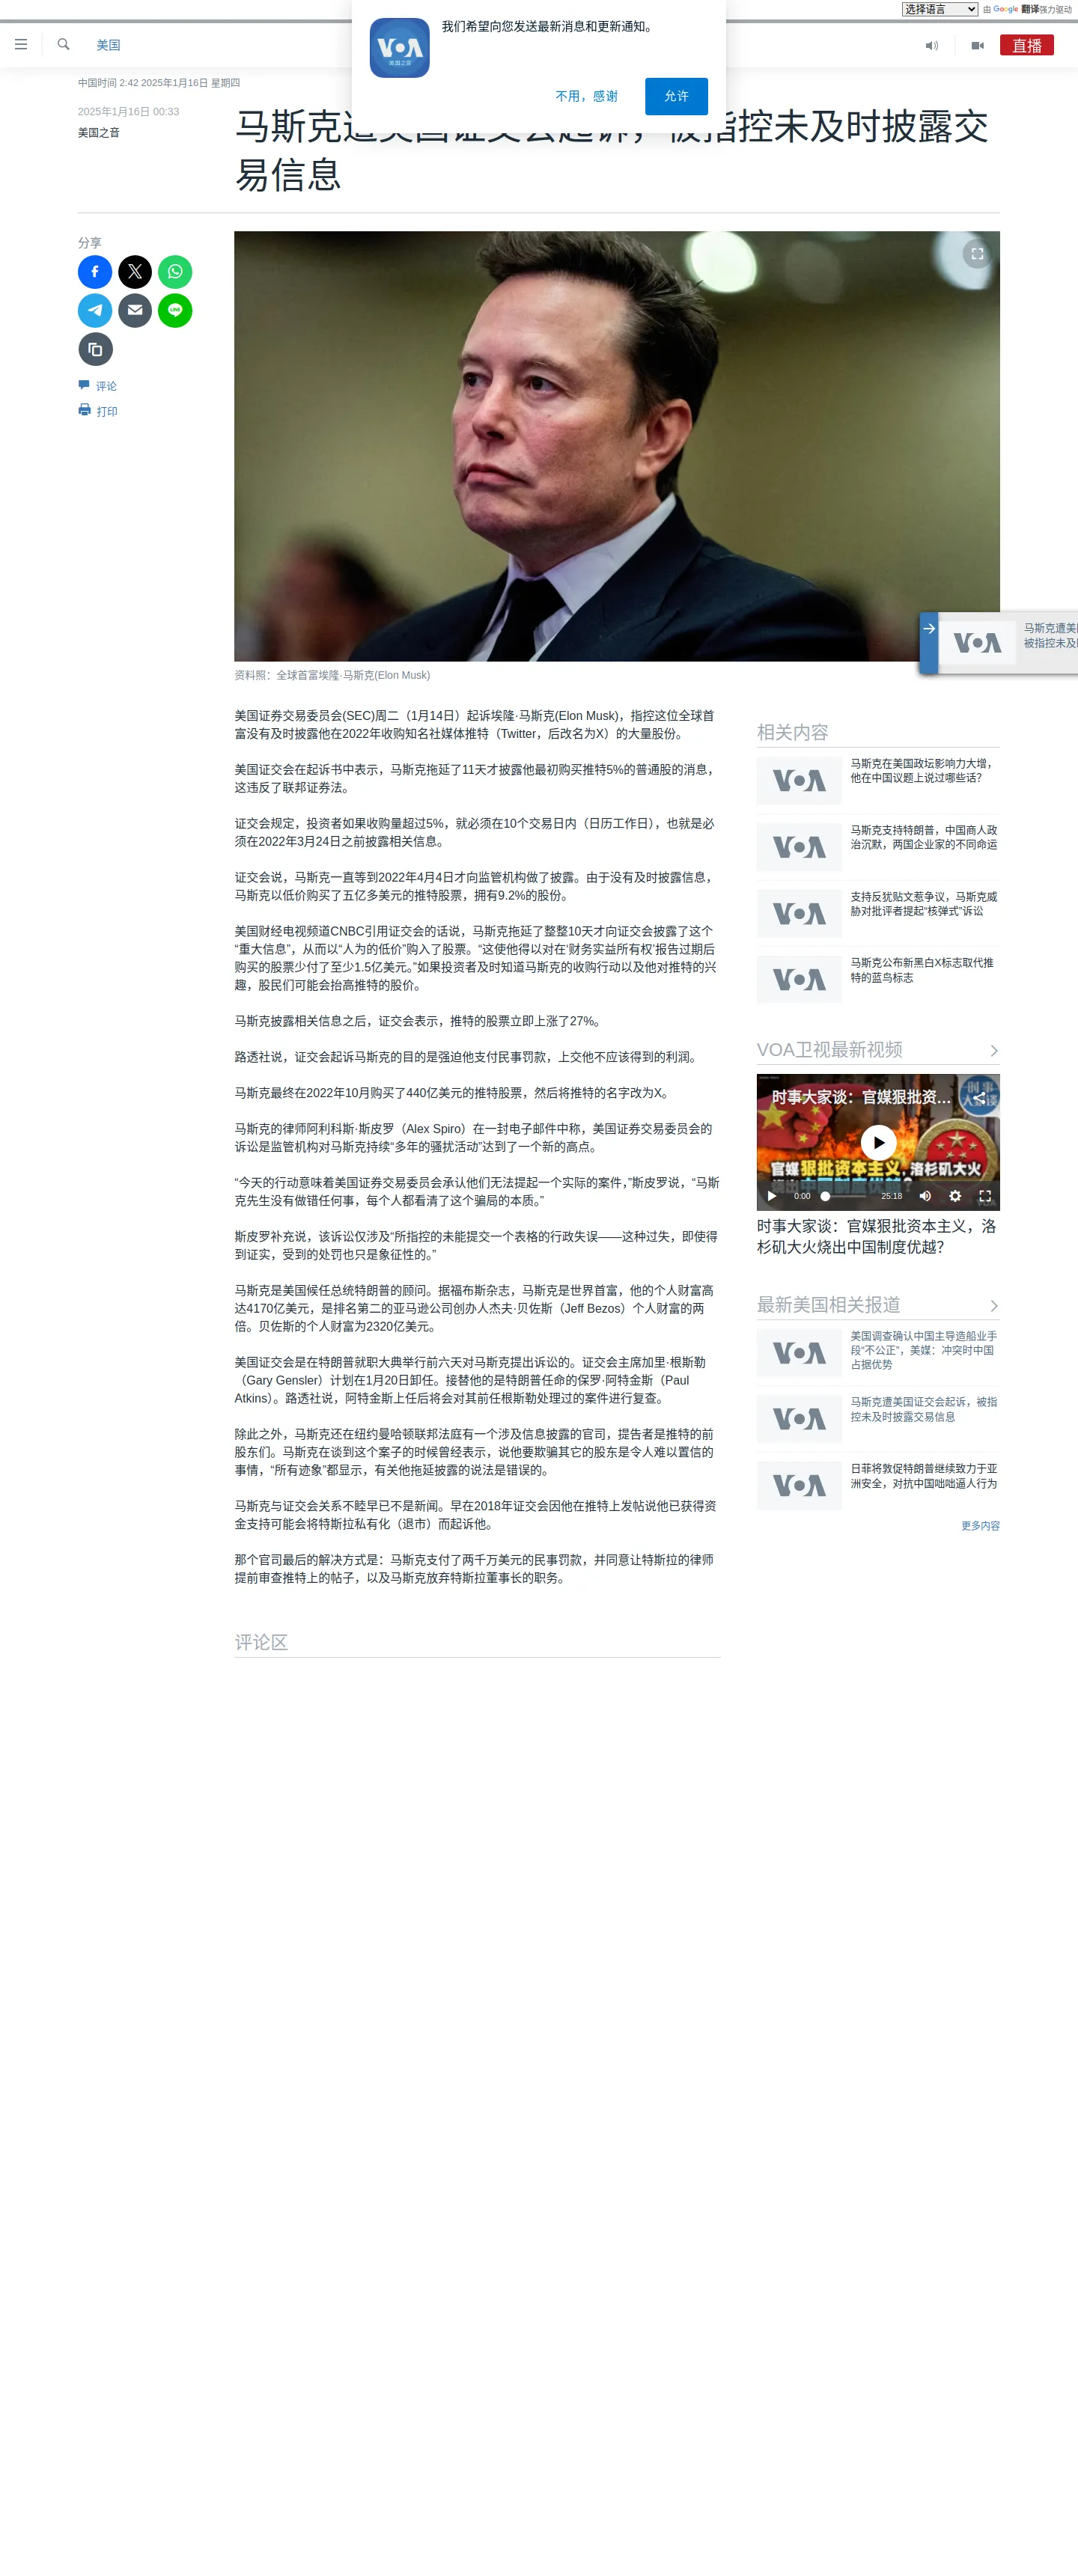 选择语言
由 Google 翻译强力驱动
美国
VOA
美国之音
我们希望向您发送最新消息和更新通知。
不用，感谢
允许
直播
中国时间 2:42 2025年1月16日 星期四
2025年1月16日 00:33
美国之音
马斯克遭美国证交会起诉，被指控未及时披露交
易信息
分享
LINE
评论
打印
资料照：全球首富埃隆·马斯克(Elon Musk)
VOA
马斯克遭美
被指控未及
美国证券交易委员会(SEC)周二（1月14日）起诉埃隆·马斯克(Elon Musk)，指控这位全球首
富没有及时披露他在2022年收购知名社媒体推特（Twitter，后改名为X）的大量股份。
美国证交会在起诉书中表示，马斯克拖延了11天才披露他最初购买推特5%的普通股的消息，
这违反了联邦证券法。
证交会规定，投资者如果收购量超过5%，就必须在10个交易日内（日历工作日），也就是必
须在2022年3月24日之前披露相关信息。
证交会说，马斯克一直等到2022年4月4日才向监管机构做了披露。由于没有及时披露信息，
马斯克以低价购买了五亿多美元的推特股票，拥有9.2%的股份。
美国财经电视频道CNBC引用证交会的话说，马斯克拖延了整整10天才向证交会披露了这个
“重大信息”，从而以“人为的低价”购入了股票。“这使他得以对在‘财务实益所有权’报告过期后
购买的股票少付了至少1.5亿美元。”如果投资者及时知道马斯克的收购行动以及他对推特的兴
趣，股民们可能会抬高推特的股价。
马斯克披露相关信息之后，证交会表示，推特的股票立即上涨了27%。
路透社说，证交会起诉马斯克的目的是强迫他支付民事罚款，上交他不应该得到的利润。
马斯克最终在2022年10月购买了440亿美元的推特股票，然后将推特的名字改为X。
马斯克的律师阿利科斯·斯皮罗（Alex Spiro）在一封电子邮件中称，美国证券交易委员会的
诉讼是监管机构对马斯克持续“多年的骚扰活动”达到了一个新的高点。
“今天的行动意味着美国证券交易委员会承认他们无法提起一个实际的案件，”斯皮罗说，“马斯
克先生没有做错任何事，每个人都看清了这个骗局的本质。”
斯皮罗补充说，该诉讼仅涉及“所指控的未能提交一个表格的行政失误——这种过失，即使得
到证实，受到的处罚也只是象征性的。”
马斯克是美国候任总统特朗普的顾问。据福布斯杂志，马斯克是世界首富，他的个人财富高
达4170亿美元，是排名第二的亚马逊公司创办人杰夫·贝佐斯（Jeff Bezos）个人财富的两
倍。贝佐斯的个人财富为2320亿美元。
美国证交会是在特朗普就职大典举行前六天对马斯克提出诉讼的。证交会主席加里·根斯勒
（Gary Gensler）计划在1月20日卸任。接替他的是特朗普任命的保罗·阿特金斯（Paul
Atkins）。路透社说，阿特金斯上任后将会对其前任根斯勒处理过的案件进行复查。
除此之外，马斯克还在纽约曼哈顿联邦法庭有一个涉及信息披露的官司，提告者是推特的前
股东们。马斯克在谈到这个案子的时候曾经表示，说他要欺骗其它的股东是令人难以置信的
事情，“所有迹象”都显示，有关他拖延披露的说法是错误的。
马斯克与证交会关系不睦早已不是新闻。早在2018年证交会因他在推特上发帖说他已获得资
金支持可能会将特斯拉私有化（退市）而起诉他。
那个官司最后的解决方式是：马斯克支付了两千万美元的民事罚款，并同意让特斯拉的律师
提前审查推特上的帖子，以及马斯克放弃特斯拉董事长的职务。
评论区
相关内容
VOA
马斯克在美国政坛影响力大增，
他在中国议题上说过哪些话？
VOA
马斯克支持特朗普，中国商人政
治沉默，两国企业家的不同命运
VOA
支持反犹贴文惹争议，马斯克威
胁对批评者提起“核弹式”诉讼
VOA
马斯克公布新黑白X标志取代推
特的蓝鸟标志
VOA卫视最新视频
时事大家谈：官媒狠批资…
时事
大家谈
官媒狠批资本主义，洛杉矶大火
烧出中国制度优越？
0:00
25:18
时事大家谈：官媒狠批资本主义，洛
杉矶大火烧出中国制度优越？
最新美国相关报道
VOA
美国调查确认中国主导造船业手
段“不公正”，美媒：冲突时中国
占据优势
VOA
马斯克遭美国证交会起诉，被指
控未及时披露交易信息
VOA
日菲将敦促特朗普继续致力于亚
洲安全，对抗中国咄咄逼人行为
更多内容